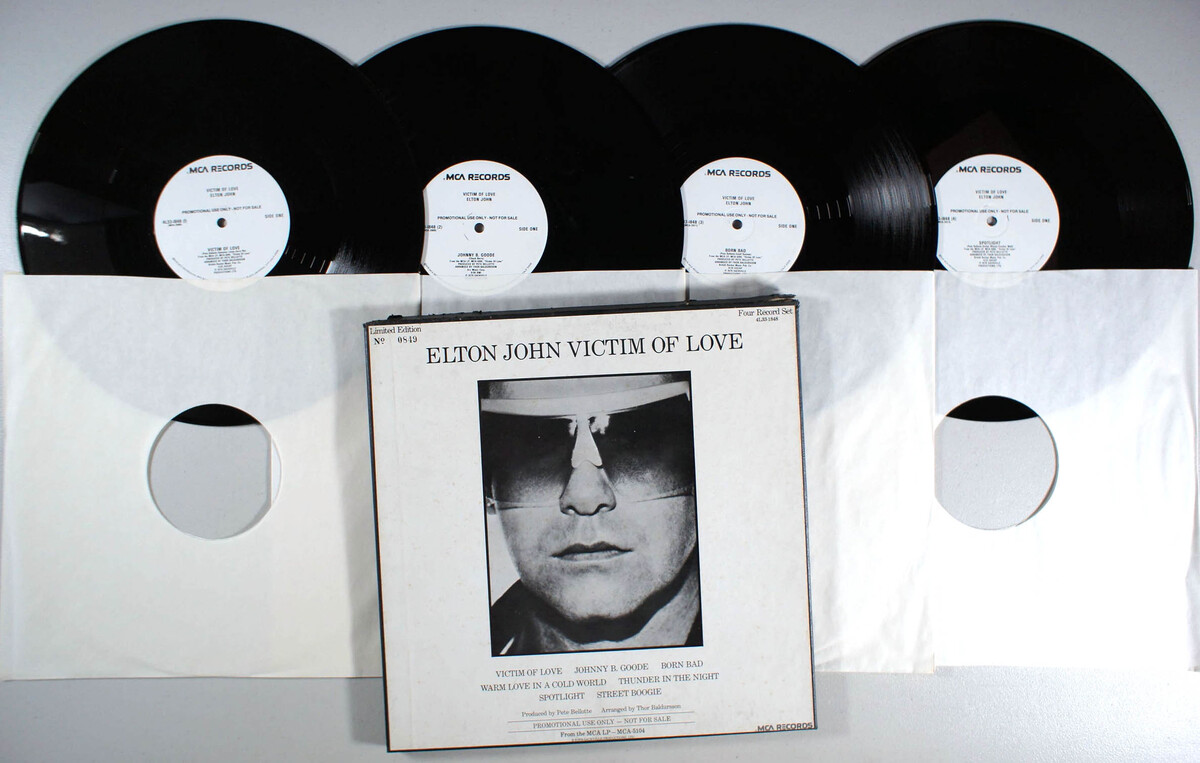 MCA RECORDS
VICTIM OF LOVE
ELTON JOHN
PROMOTIONAL USE ONLY - NOT FOR SALE
SIDE ONE
VICTIM OF LOVE
MCA RECORDS
VICTIM OF LOVE
ELTON JOHN
PROMOTIONAL USE ONLY - NOT FOR SALE
SIDE ONE
JOHNNY B. GOODE
MCA RECORDS
VICTIM OF LOVE
ELTON JOHN
PROMOTIONAL USE ONLY - NOT FOR SALE
SIDE ONE
BORN BAD
MCA RECORDS
VICTIM OF LOVE
ELTON JOHN
PROMOTIONAL USE ONLY - NOT FOR SALE
SIDE ONE
SPOTLIGHT
Limited Edition
Nº 0849
Four Record Set
4L33-1848
ELTON JOHN VICTIM OF LOVE
VICTIM OF LOVE JOHNNY B. GOODE BORN BAD
WARM LOVE IN A COLD WORLD THUNDER IN THE NIGHT
SPOTLIGHT STREET BOOGIE
Produced by Pete Bellotte Arranged by Thor Baldursson
PROMOTIONAL USE ONLY — NOT FOR SALE
From the MCA LP - MCA-5104
MCA RECORDS